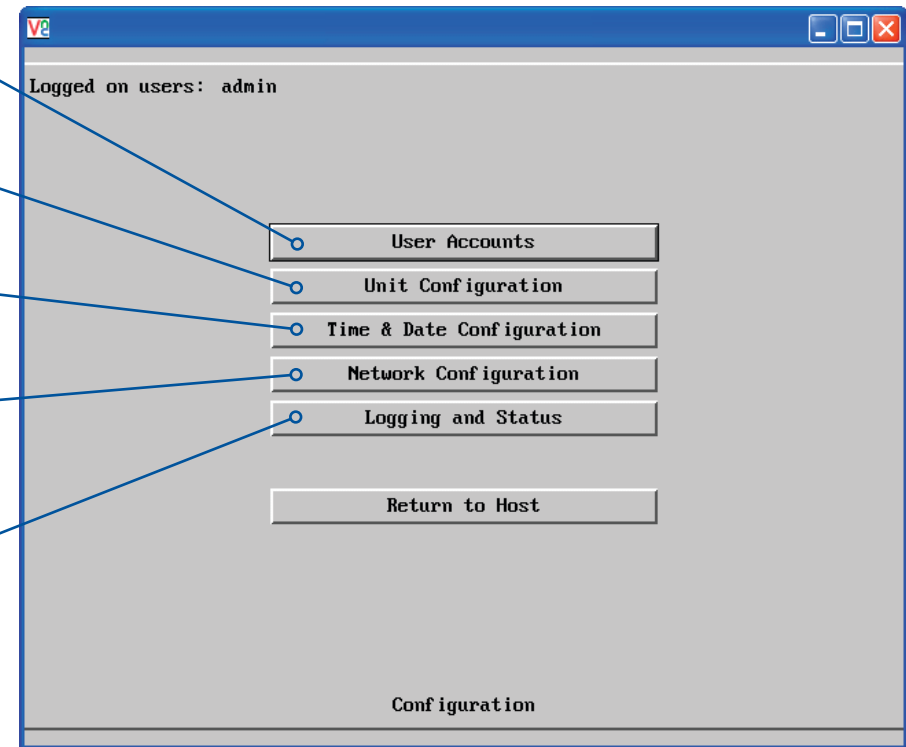 VC
Logged on users: admin
User Accounts
Unit Configuration
Time & Date Configuration
Network Configuration
Logging and Status
Return to Host
Configuration